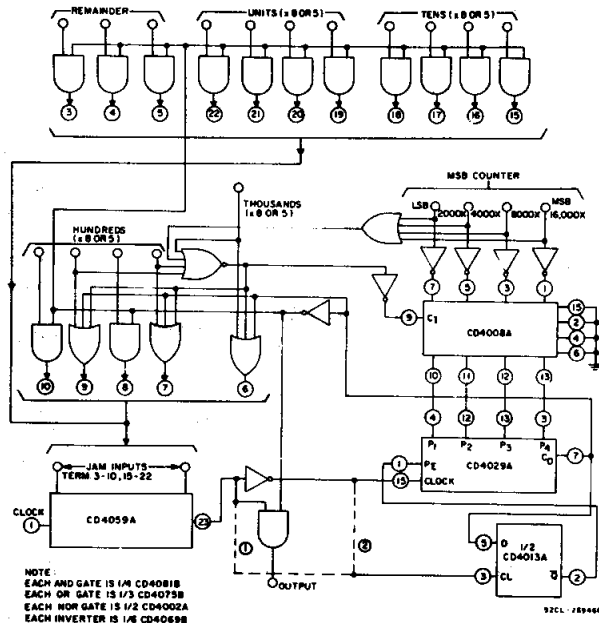 REMAINDER
UNITS (x 8 OR 5)
TENS (x 8 OR 5)
3
4
5
22
21
20
19
18
17
16
15
MSB COUNTER
THOUSANDS
(x 8 OR 5)
LSB
2000X
4000X
8000X
MSB
16,000X
HUNDREDS
(x 8 OR 5)
7
5
3
1
9
C1
CD4008A
15
2
4
6
10
9
8
7
6
10
11
12
13
4
12
13
3
P1
P2
P3
P4
CO
7
JAM INPUTS
TERM. 3-10, 15-22
1
PE
CD4029A
15
CLOCK
CLOCK
1
CD4059A
23
1
2
5
D
1/2
CD4013A
3
CL
Q
2
OUTPUT
NOTE:
EACH AND GATE IS 1/4 CD4081B
EACH OR GATE IS 1/3 CD4075B
EACH NOR GATE IS 1/2 CD4002A
EACH INVERTER IS 1/6 CD4069B